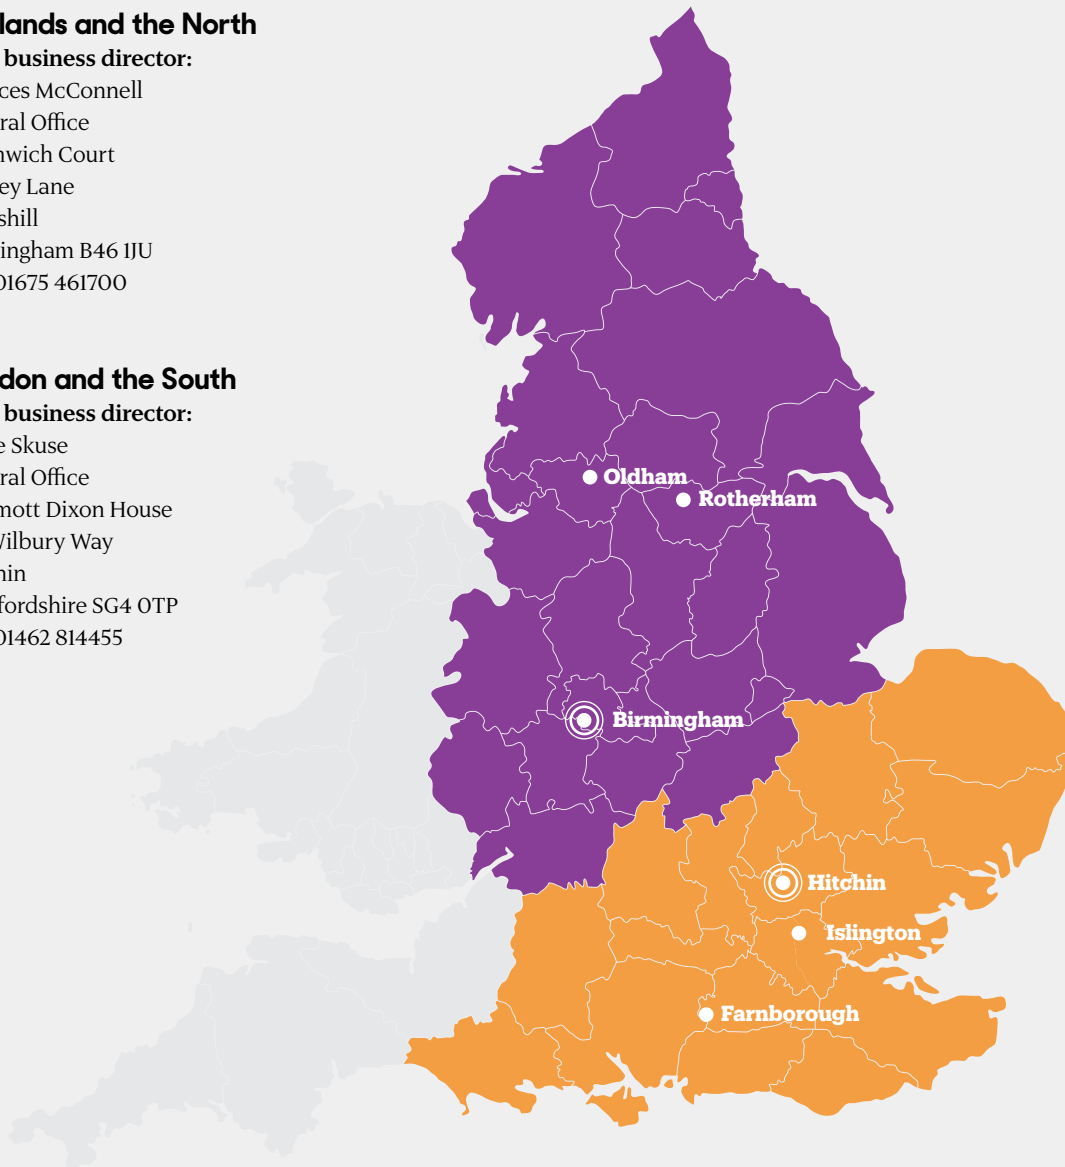 lands and the North
business director:
ces McConnell
ral Office
nwich Court
ey Lane
shill
ingham B46 1JU
01675 461700
don and the South
business director:
e Skuse
ral Office
mott Dixon House
Wilbury Way
hin
fordshire SG4 0TP
01462 814455
Oldham
Rotherham
Birmingham
Hitchin
Islington
Farnborough